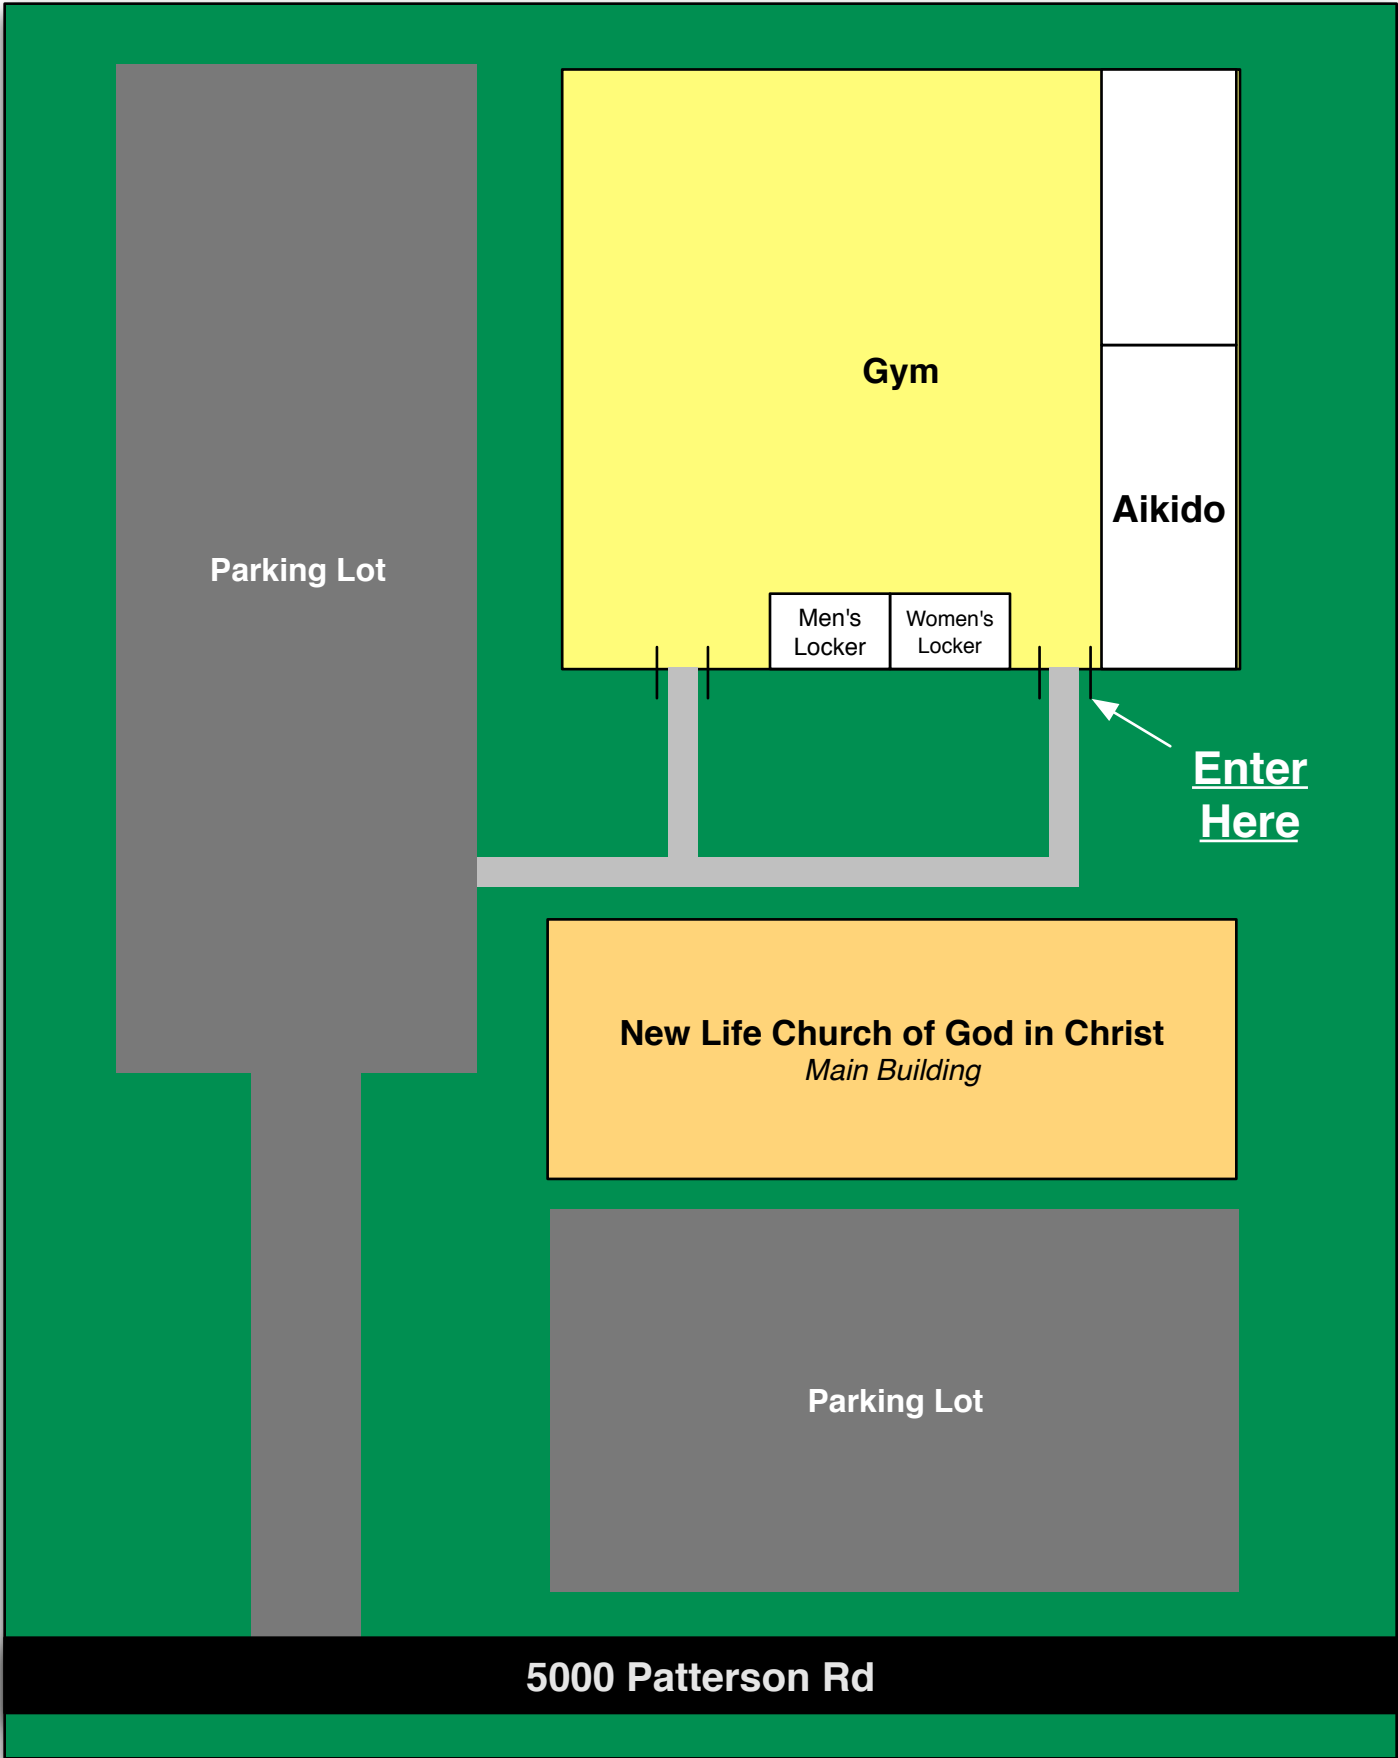 Gym
Aikido
Parking Lot
Men's
Locker
Women's
Locker
Enter
Here
New Life Church of God in Christ
Main Building
Parking Lot
5000 Patterson Rd